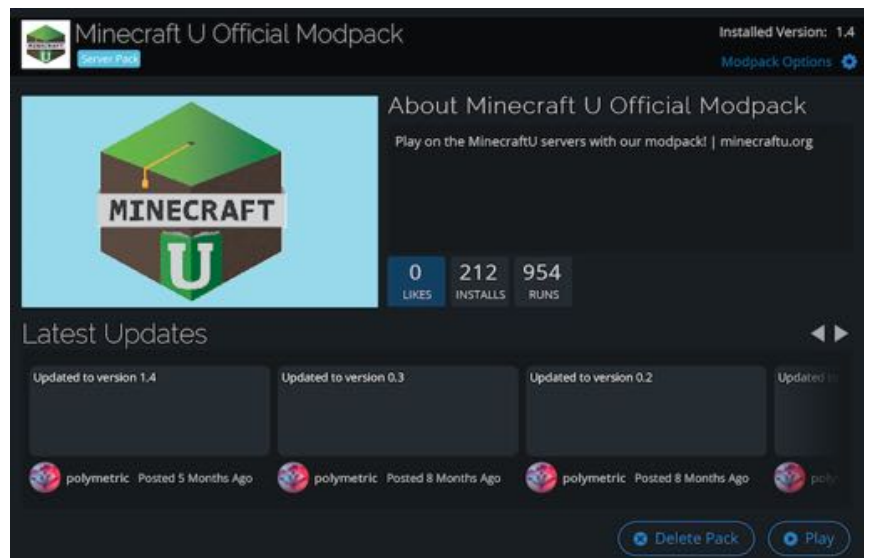 Minecraft U Official Modpack
Server Pack
Installed Version: 1.4
Modpack Options
MINECRAFT
U
About Minecraft U Official Modpack
Play on the MinecraftU servers with our modpack! | minecraftu.org
0 212 954
LIKES INSTALLS RUNS
Latest Updates
Updated to version 1.4
polymetric Posted 5 Months Ago
Updated to version 0.3
polymetric Posted 8 Months Ago
Updated to version 0.2
polymetric Posted 8 Months Ago
Updated
Delete Pack
Play